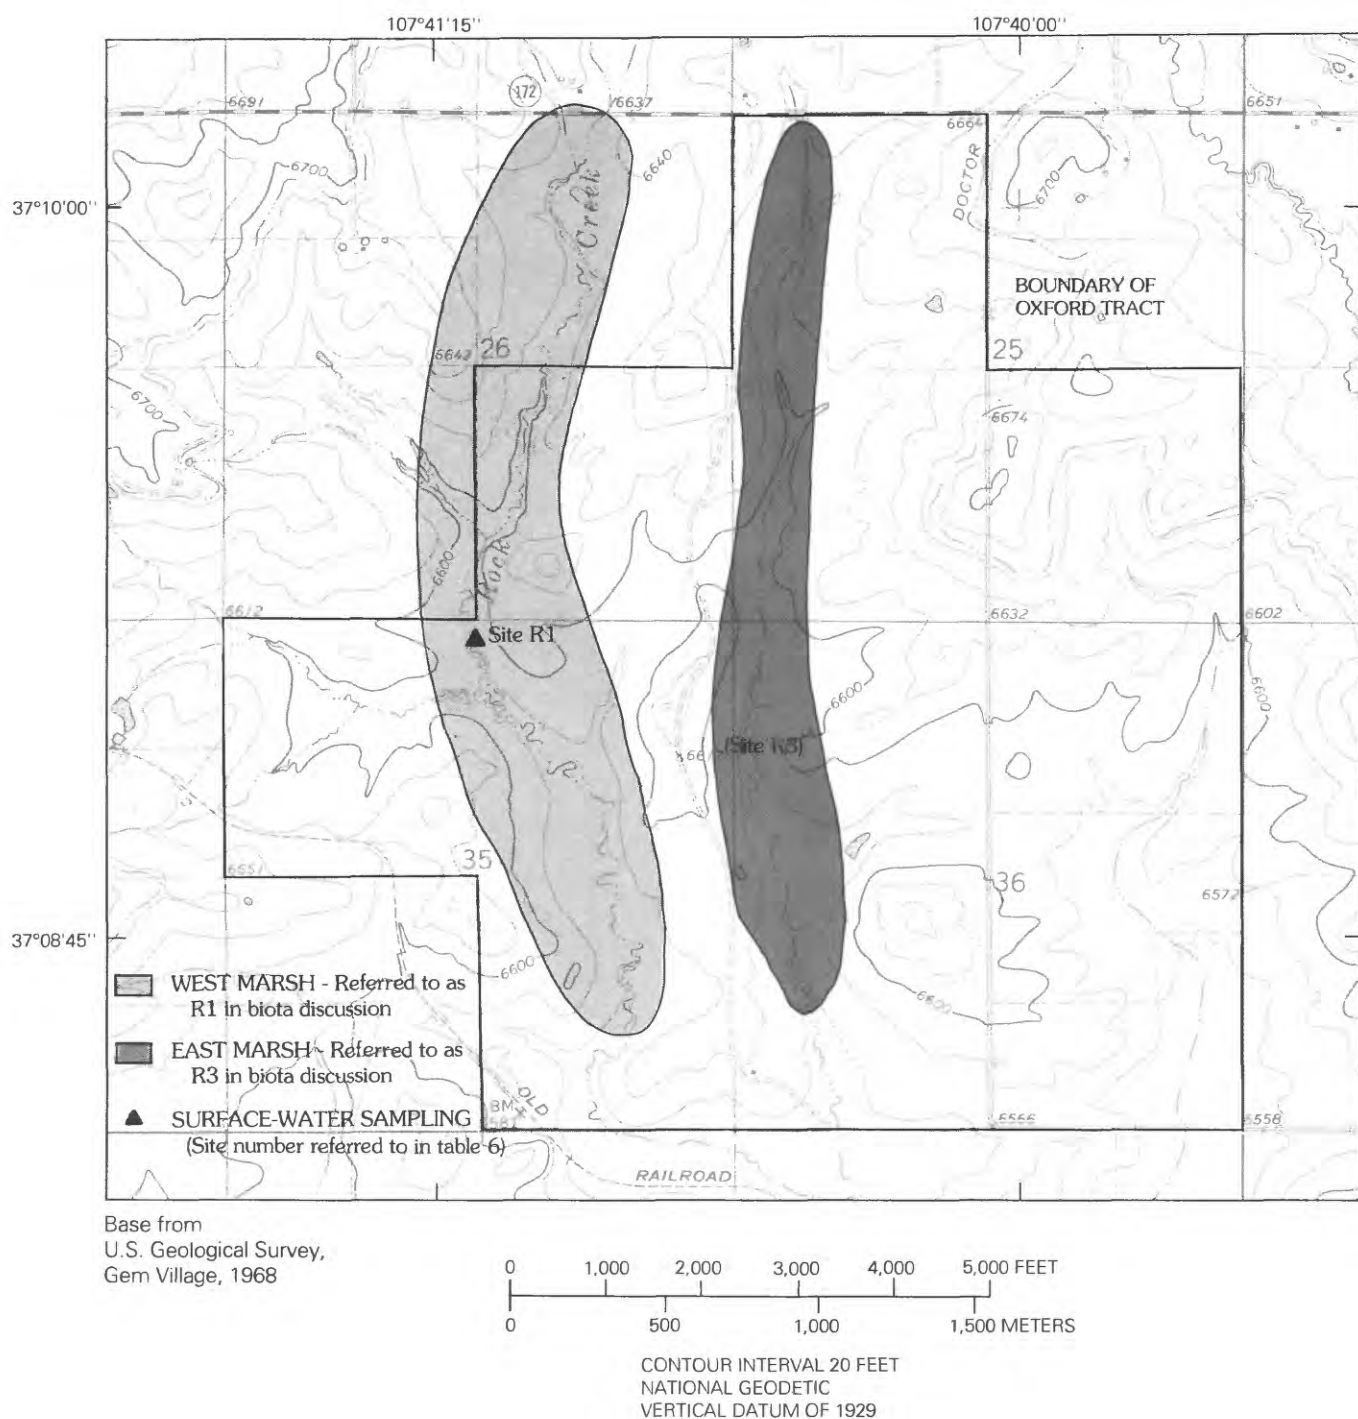 107°41'15"
107°40'00"
172
6691
6637
6651
6664
6640
6700
6700
DOCTOR
37°10'00"
Creek
BOUNDARY OF
OXFORD TRACT
6642
26
25
6700
6674
6600
Rock
6612
6632
6602
Site R1
6600
6600
(Site R3)
35
6651
36
6572
37°08'45"
6600
6600
WEST MARSH - Referred to as
R1 in biota discussion
EAST MARSH - Referred to as
R3 in biota discussion
OLD
BM
SURFACE-WATER SAMPLING
6566
6558
(Site number referred to in table 6)
RAILROAD
Base from
U.S. Geological Survey,
Gem Village, 1968
0 1,000 2,000 3,000 4,000 5,000 FEET
0 500 1,000 1,500 METERS
CONTOUR INTERVAL 20 FEET
NATIONAL GEODETIC
VERTICAL DATUM OF 1929